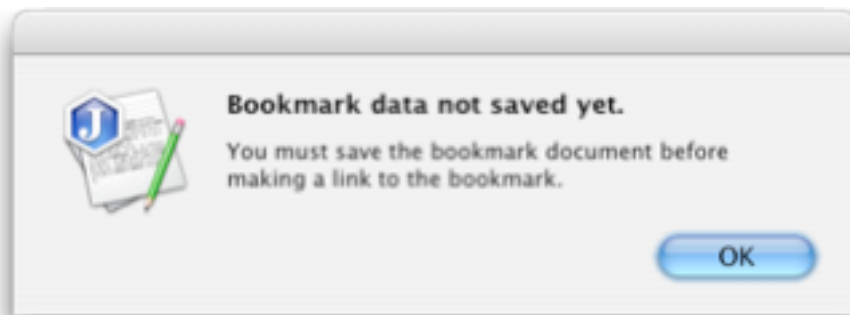 Bookmark data not saved yet.
You must save the bookmark document before
making a link to the bookmark.
OK
J